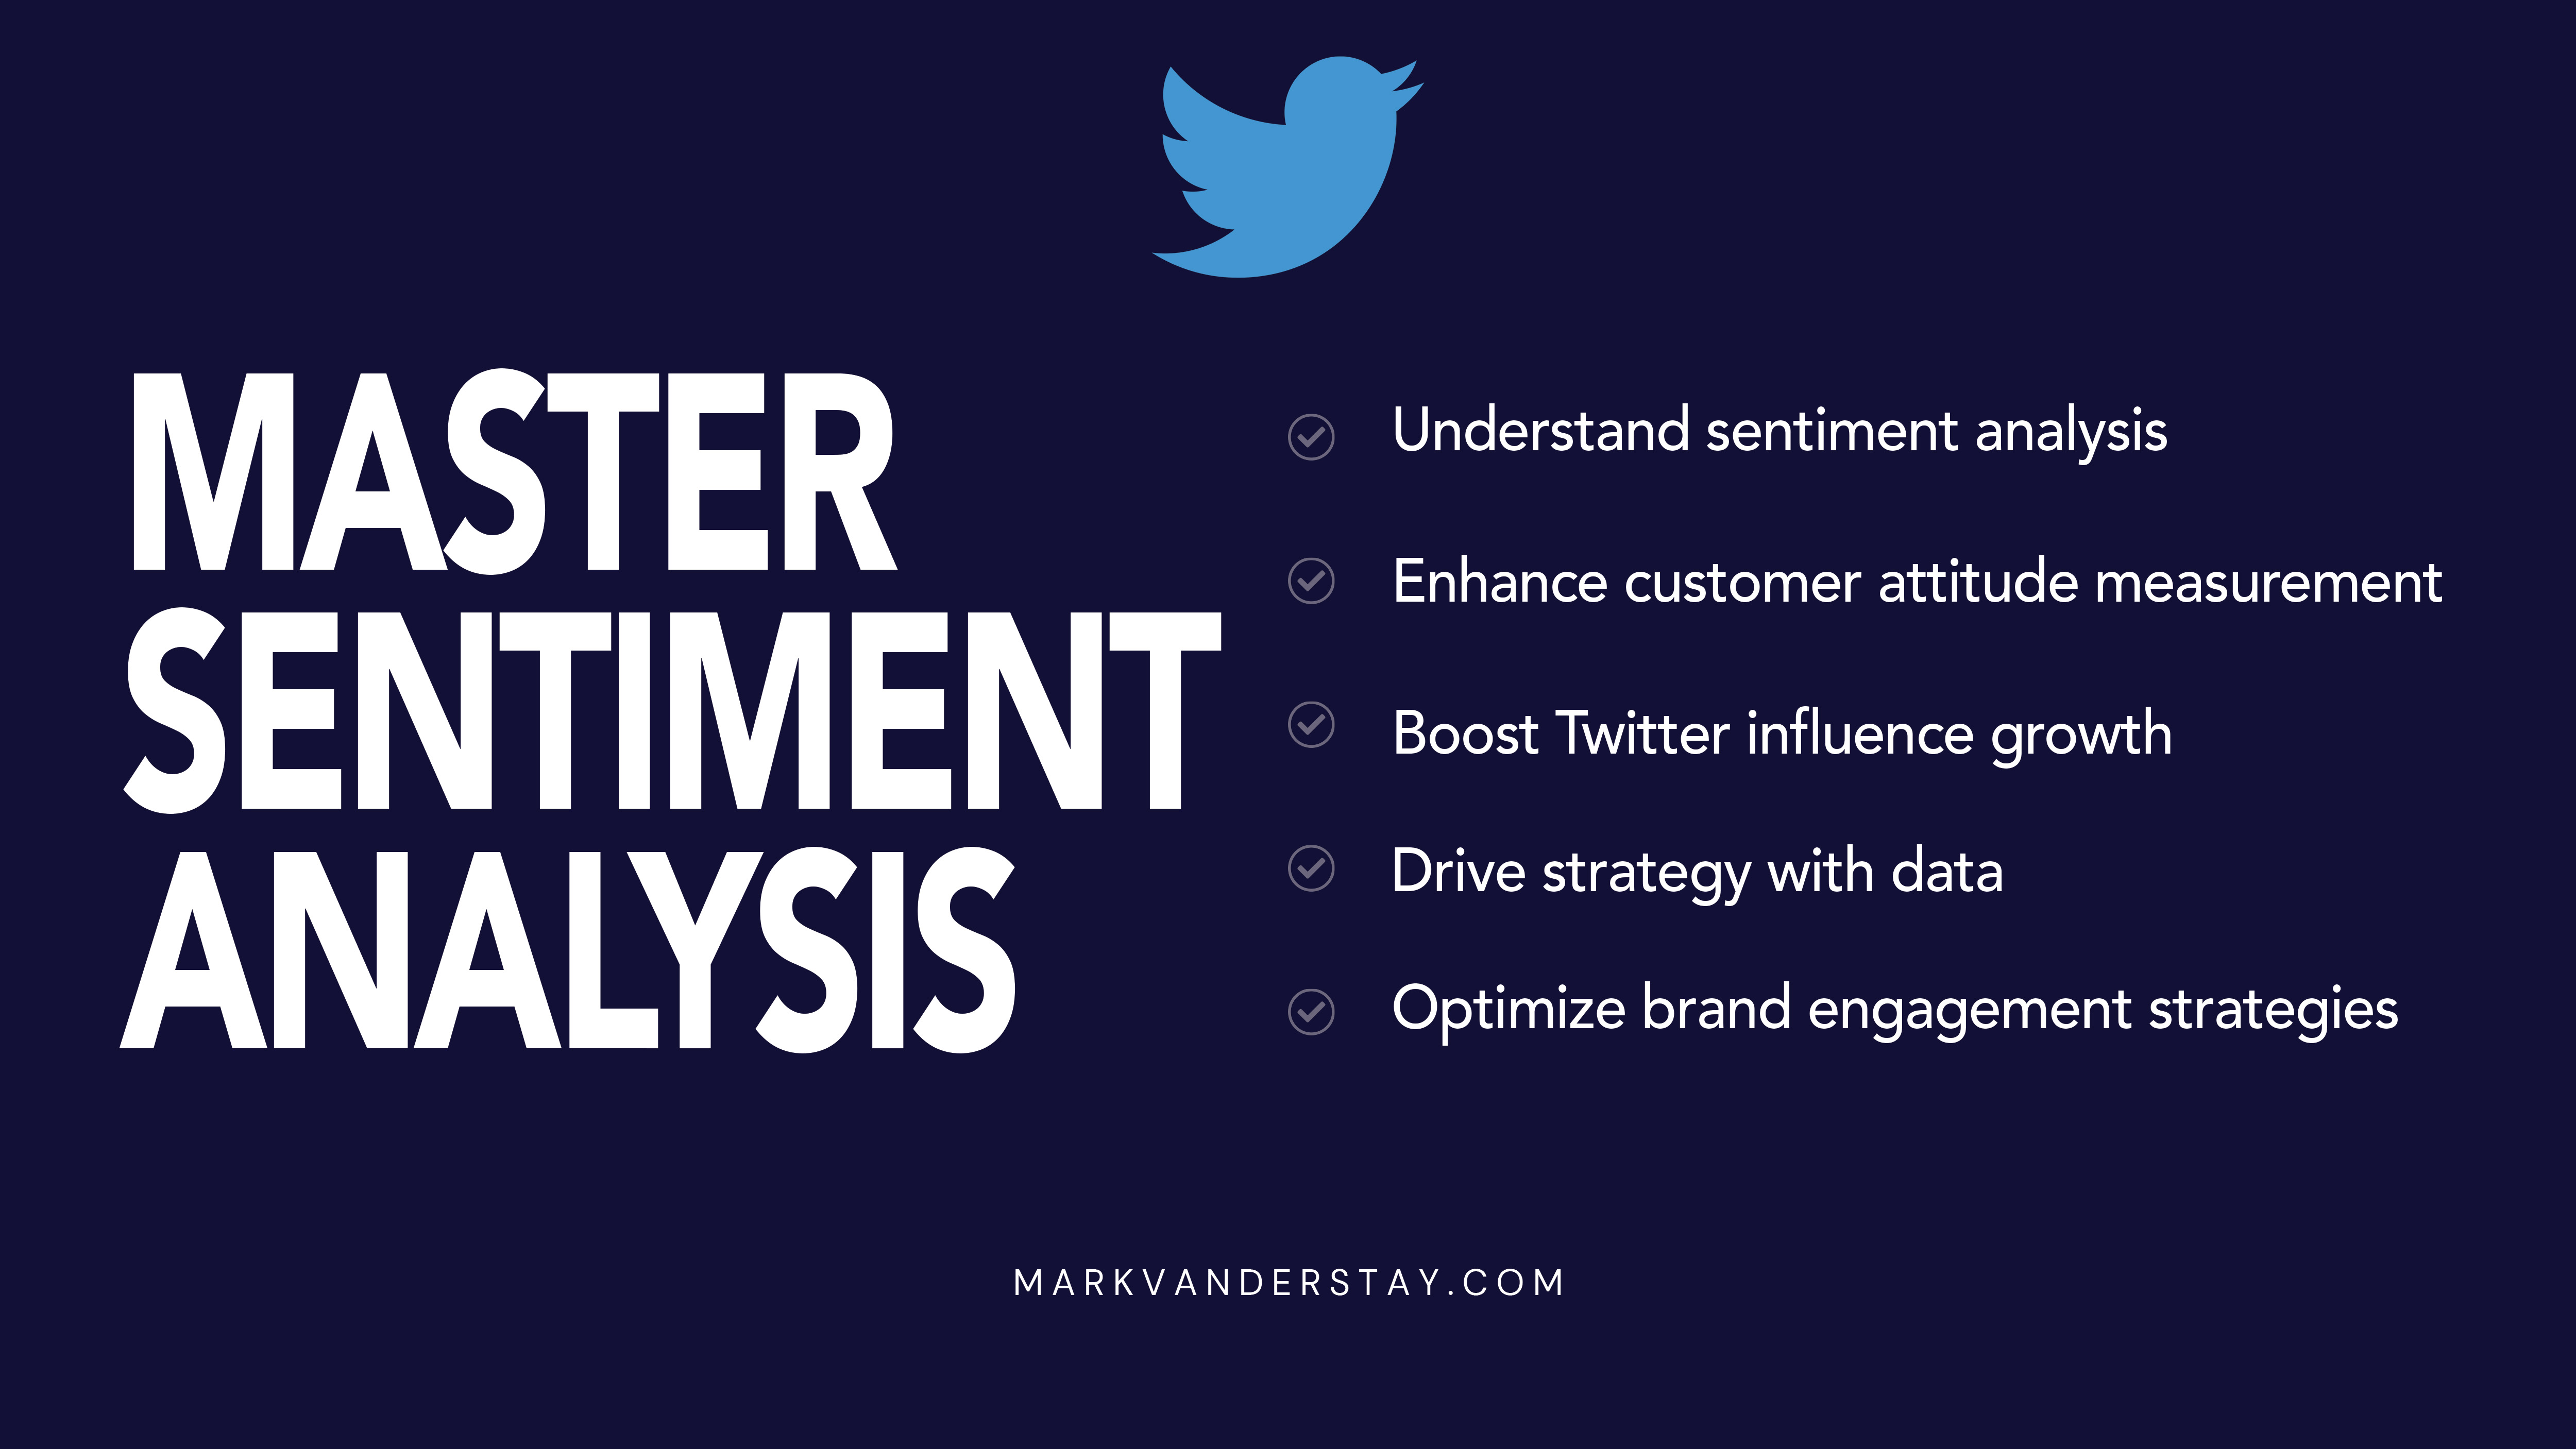 MASTER
SENTIMENT
ANALYSIS
Understand sentiment analysis
Enhance customer attitude measurement
Boost Twitter influence growth
Drive strategy with data
Optimize brand engagement strategies
MARKVANDERSTAY.COM